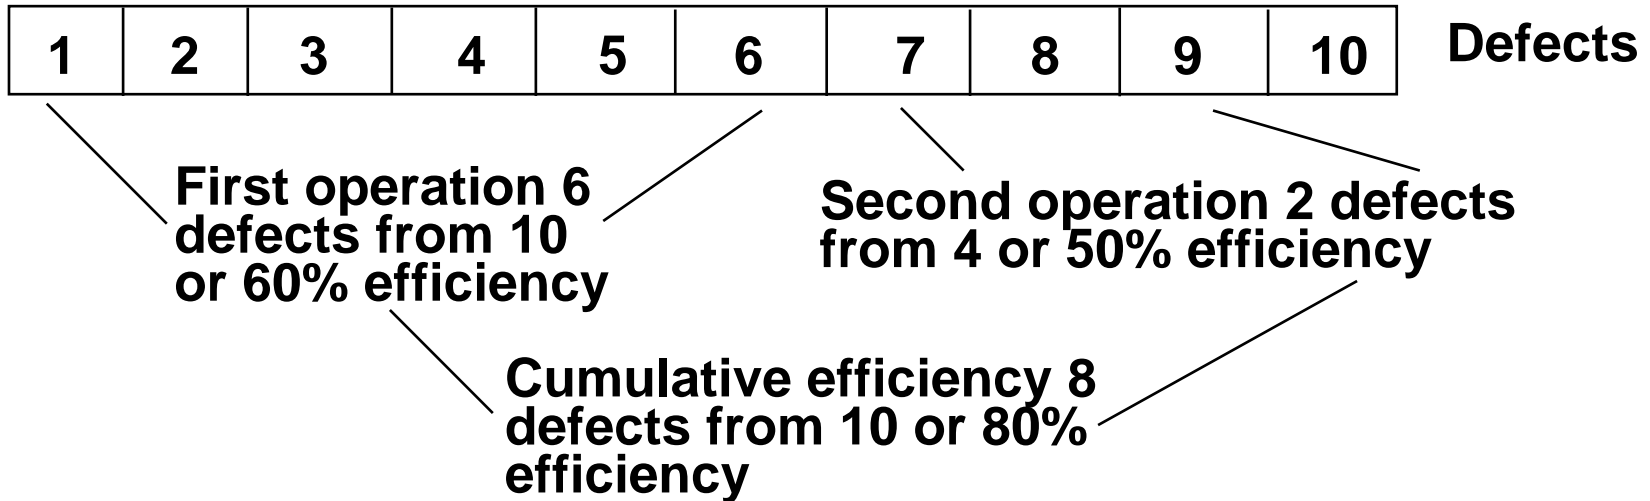 1 2 3 4 5 6 7 8 9 10 Defects
First operation 6
defects from 10
or 60% efficiency
Second operation 2 defects
from 4 or 50% efficiency
Cumulative efficiency 8
defects from 10 or 80%
efficiency